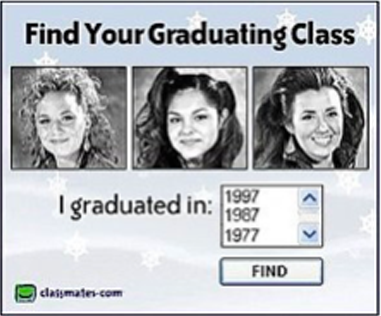 Find Your Graduating Class
I graduated in:
1997
1987
1977
FIND
classmates·com